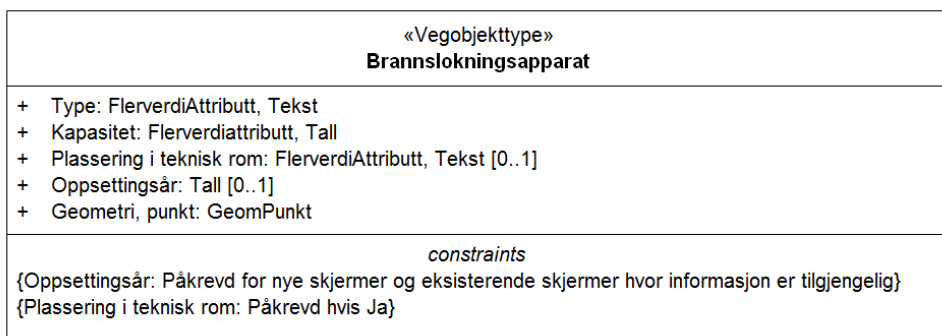 «Vegobjekttype»
Brannslokningsapparat
+ Type: FlerverdiAttributt, Tekst
+ Kapasitet: Flerverdiattributt, Tall
+ Plassering i teknisk rom: FlerverdiAttributt, Tekst [0..1]
+ Oppsettingsår: Tall [0..1]
+ Geometri, punkt: GeomPunkt
constraints
{Oppsettingsår: Påkrevd for nye skjermer og eksisterende skjermer hvor informasjon er tilgjengelig}
{Plassering i teknisk rom: Påkrevd hvis Ja}